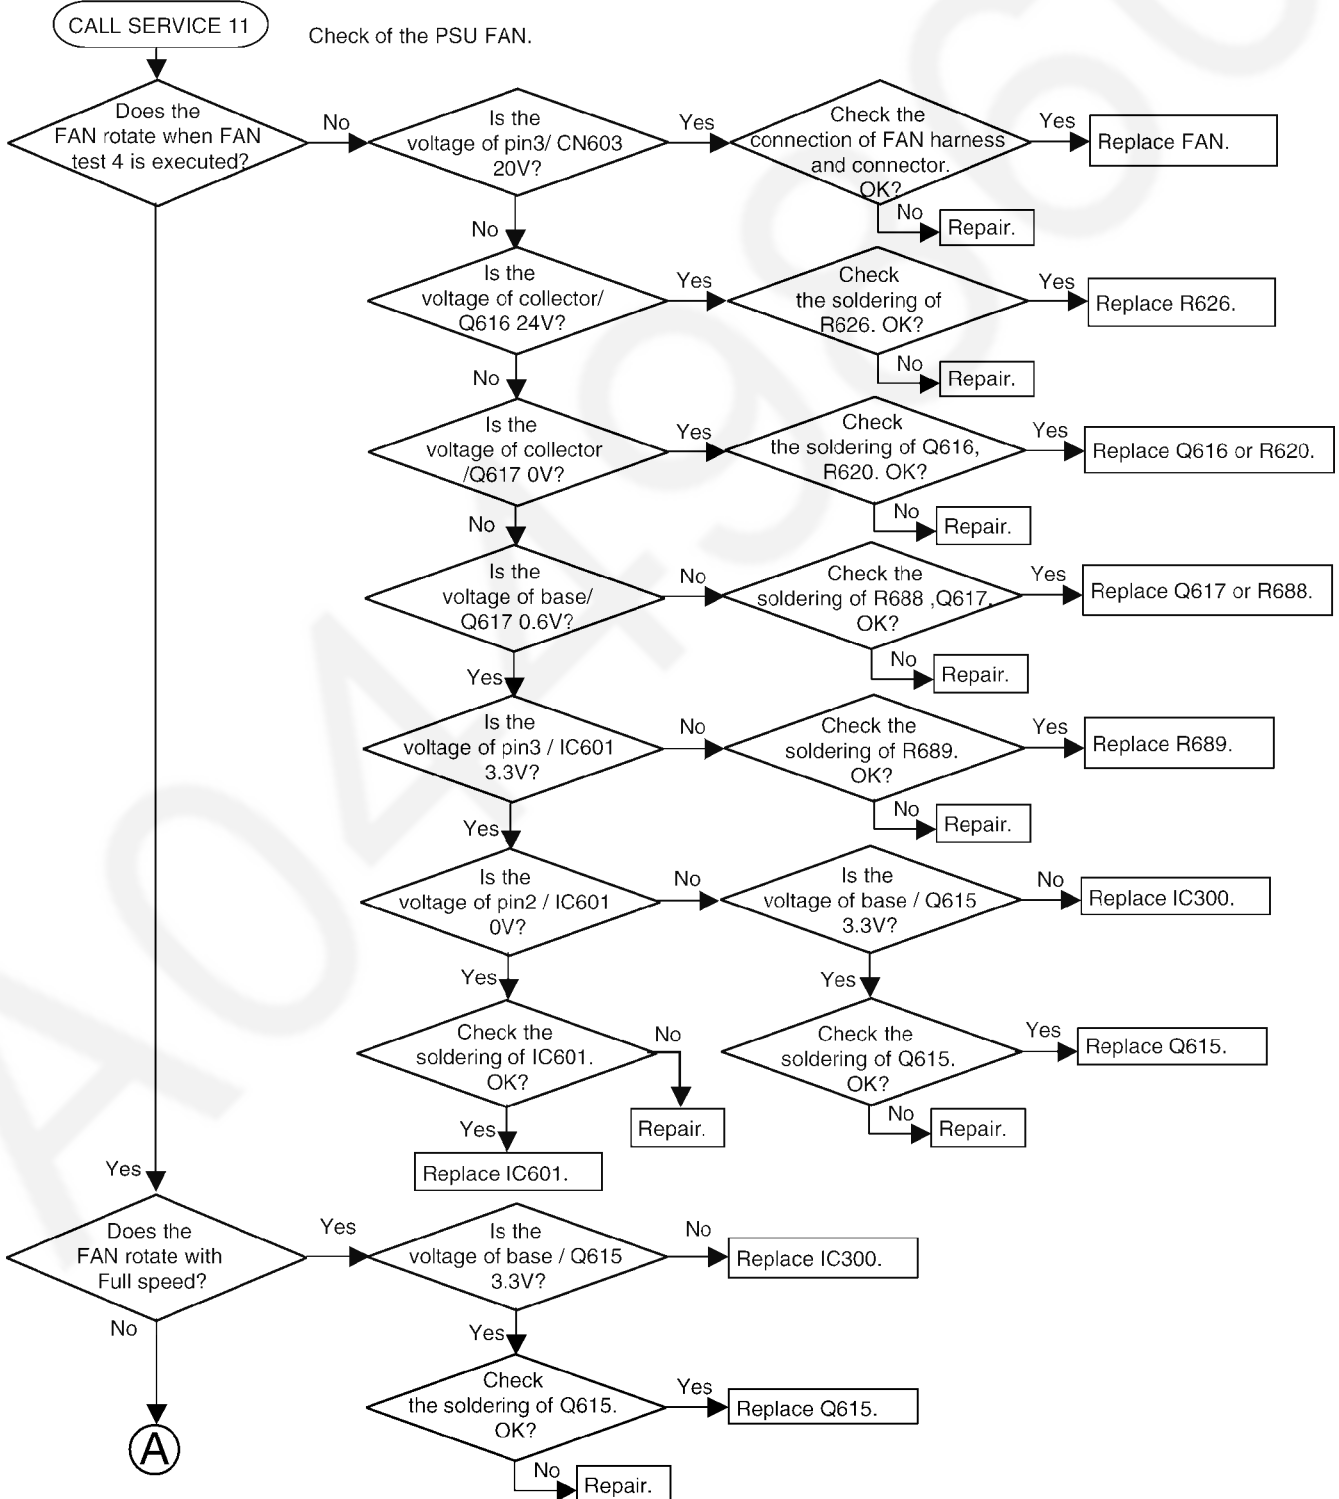 CALL SERVICE 11
Check of the PSU FAN.
Does the
FAN rotate when FAN
test 4 is executed?
No
Is the
voltage of pin3/ CN603
20V?
Yes
Check the
connection of FAN harness
and connector.
OK?
Yes
Replace FAN.
No
Repair.
No
Is the
voltage of collector/
Q616 24V?
Yes
Check
the soldering of
R626. OK?
Yes
Replace R626.
No
Repair.
No
Is the
voltage of collector
/Q617 0V?
Yes
Check
the soldering of Q616,
R620. OK?
Yes
Replace Q616 or R620.
No
Repair.
No
Is the
voltage of base/
Q617 0.6V?
No
Check the
soldering of R688 ,Q617.
OK?
Yes
Replace Q617 or R688.
No
Repair.
Yes
Is the
voltage of pin3 / IC601
3.3V?
No
Check the
soldering of R689.
OK?
Yes
Replace R689.
No
Repair.
Yes
Is the
voltage of pin2 / IC601
0V?
No
Is the
voltage of base / Q615
3.3V?
No
Replace IC300.
Yes
Check the
soldering of IC601.
OK?
No
Repair.
Yes
Replace IC601.
Yes
Check the
soldering of Q615.
OK?
Yes
Replace Q615.
No
Repair.
Yes
Does the
FAN rotate with
Full speed?
Yes
Is the
voltage of base / Q615
3.3V?
No
Replace IC300.
Yes
Check
the soldering of Q615.
OK?
Yes
Replace Q615.
No
Repair.
No
A